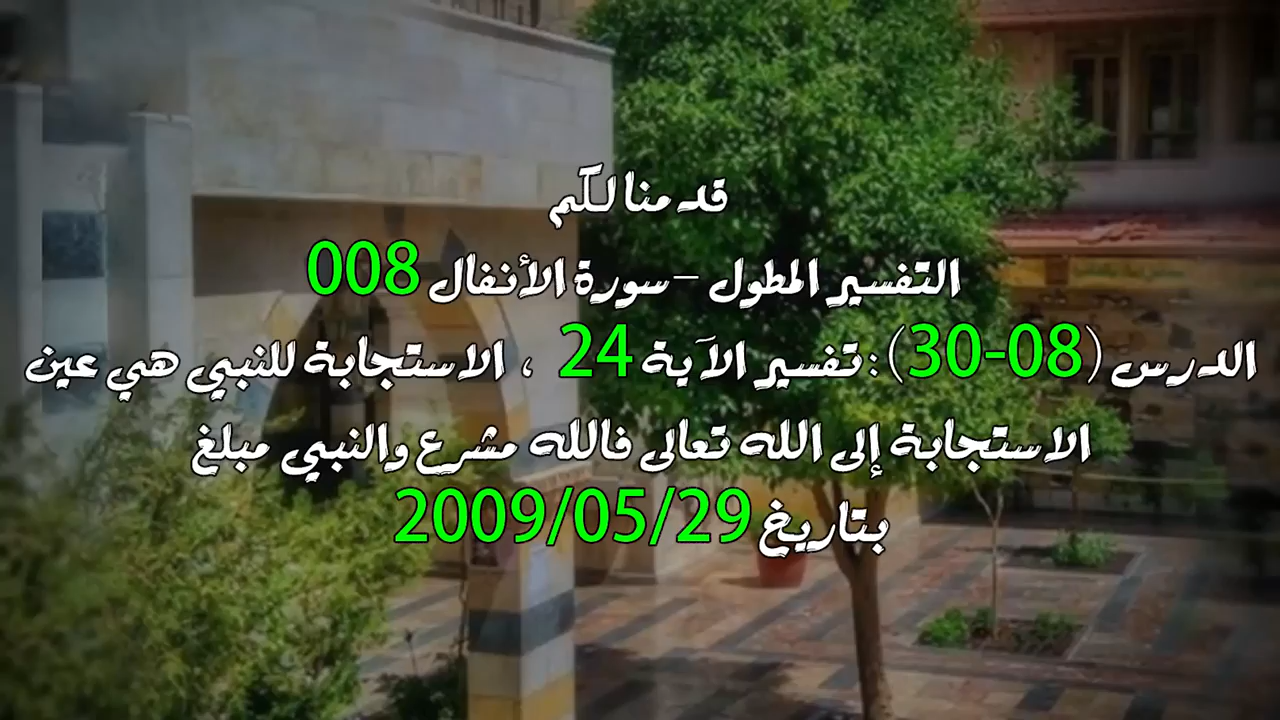 قدمنا لكم
التفسير المطول - سورة الأنفال 008
الدرس (08-30): تفسير الآية 24 ، الاستجابة للنبي هي عين
الاستجابة إلى الله تعالى فالله مشرع والنبي مبلغ
بتاريخ 2009/05/29